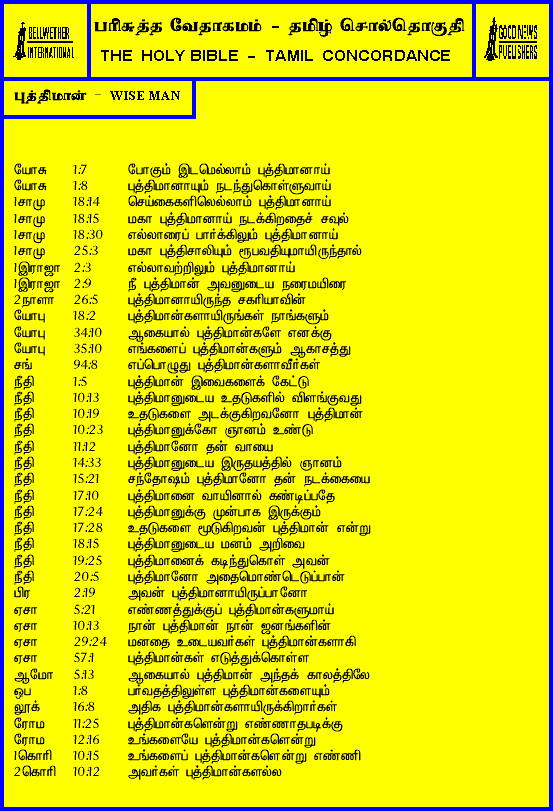 BELLWETHER
INTERNATIONAL
பரிசுத்த வேதாகமம் - தமிழ் சொல்தொகுதி
THE HOLY BIBLE - TAMIL CONCORDANCE
GOOD NEWS
PUBLISHERS
புத்திமான் - WISE MAN
யோசு 1:7 போகும் இடமெல்லாம் புத்திமானாய்
யோசு 1:8 புத்திமானாயும் நடந்துகொள்ளுவாய்
1சாமு 18:14 செய்கைகளிலெல்லாம் புத்திமானாய்
1சாமு 18:15 மகா புத்திமானாய் நடக்கிறதைச் சவுல்
1சாமு 18:30 எல்லாரைப் பார்க்கிலும் புத்திமானாய்
1சாமு 25:3 மகா புத்திசாலியும் ரூபவதியுமாயிருந்தால்
1இராஜா 2:3 எல்லாவற்றிலும் புத்திமானாய்
1இராஜா 2:9 நீ புத்திமான் அவனுடைய நரைமயிரை
2நாளா 26:5 புத்திமானாயிருந்த சகரியாவின்
யோபு 18:2 புத்திமான்களாயிருங்கள் நாங்களும்
யோபு 34:10 ஆகையால் புத்திமான்களே எனக்கு
யோபு 35:10 எங்களைப் புத்திமான்களும் ஆகாசத்து
சங் 94:8 எப்பொழுது புத்திமான்களாவீர்கள்
நீதி 1:5 புத்திமான் இவைகளைக் கேட்டு
நீதி 10:13 புத்திமானுடைய உதடுகளில் விளங்குவது
நீதி 10:19 உதடுகளை அடக்குகிறவனோ புத்திமான்
நீதி 10:23 புத்திமானுக்கோ ஞானம் உண்டு
நீதி 11:12 புத்திமானோ தன் வாயை
நீதி 14:33 புத்திமானுடைய இருதயத்தில் ஞானம்
நீதி 15:21 சந்தோஷம் புத்திமானோ தன் நடக்கையை
நீதி 17:10 புத்திமானை வாயினால் கண்டிப்பதே
நீதி 17:24 புத்திமானுக்கு முன்பாக இருக்கும்
நீதி 17:28 உதடுகளை மூடுகிறவன் புத்திமான் என்று
நீதி 18:15 புத்திமானுடைய மனம் அறிவை
நீதி 19:25 புத்திமானைக் கடிந்துகொள் அவன்
நீதி 20:5 புத்திமானோ அதைமொண்டெடுப்பான்
பிர 2:19 அவன் புத்திமானாயிருப்பானோ
ஏசா 5:21 எண்ணத்துக்குப் புத்திமான்களுமாய்
ஏசா 10:13 நான் புத்திமான் நான் ஜனங்களின்
ஏசா 29:24 மனதை உடையவர்கள் புத்திமான்களாகி
ஏசா 57:1 புத்திமான்கள் எடுத்துக்கொள்ள
ஆமோ 5:13 ஆகையால் புத்திமான் அந்தக் காலத்திலே
ஒப 1:8 பர்வதத்திலுள்ள புத்திமான்களையும்
லூக் 16:8 அதிக புத்திமான்களாயிருக்கிறார்கள்
ரோம 11:25 புத்திமான்களென்று எண்ணாதபடிக்கு
ரோம 12:16 உங்களையே புத்திமான்களென்று
1கொரி 10:15 உங்களைப் புத்திமான்களென்று எண்ணி
2கொரி 10:12 அவர்கள் புத்திமான்களல்ல